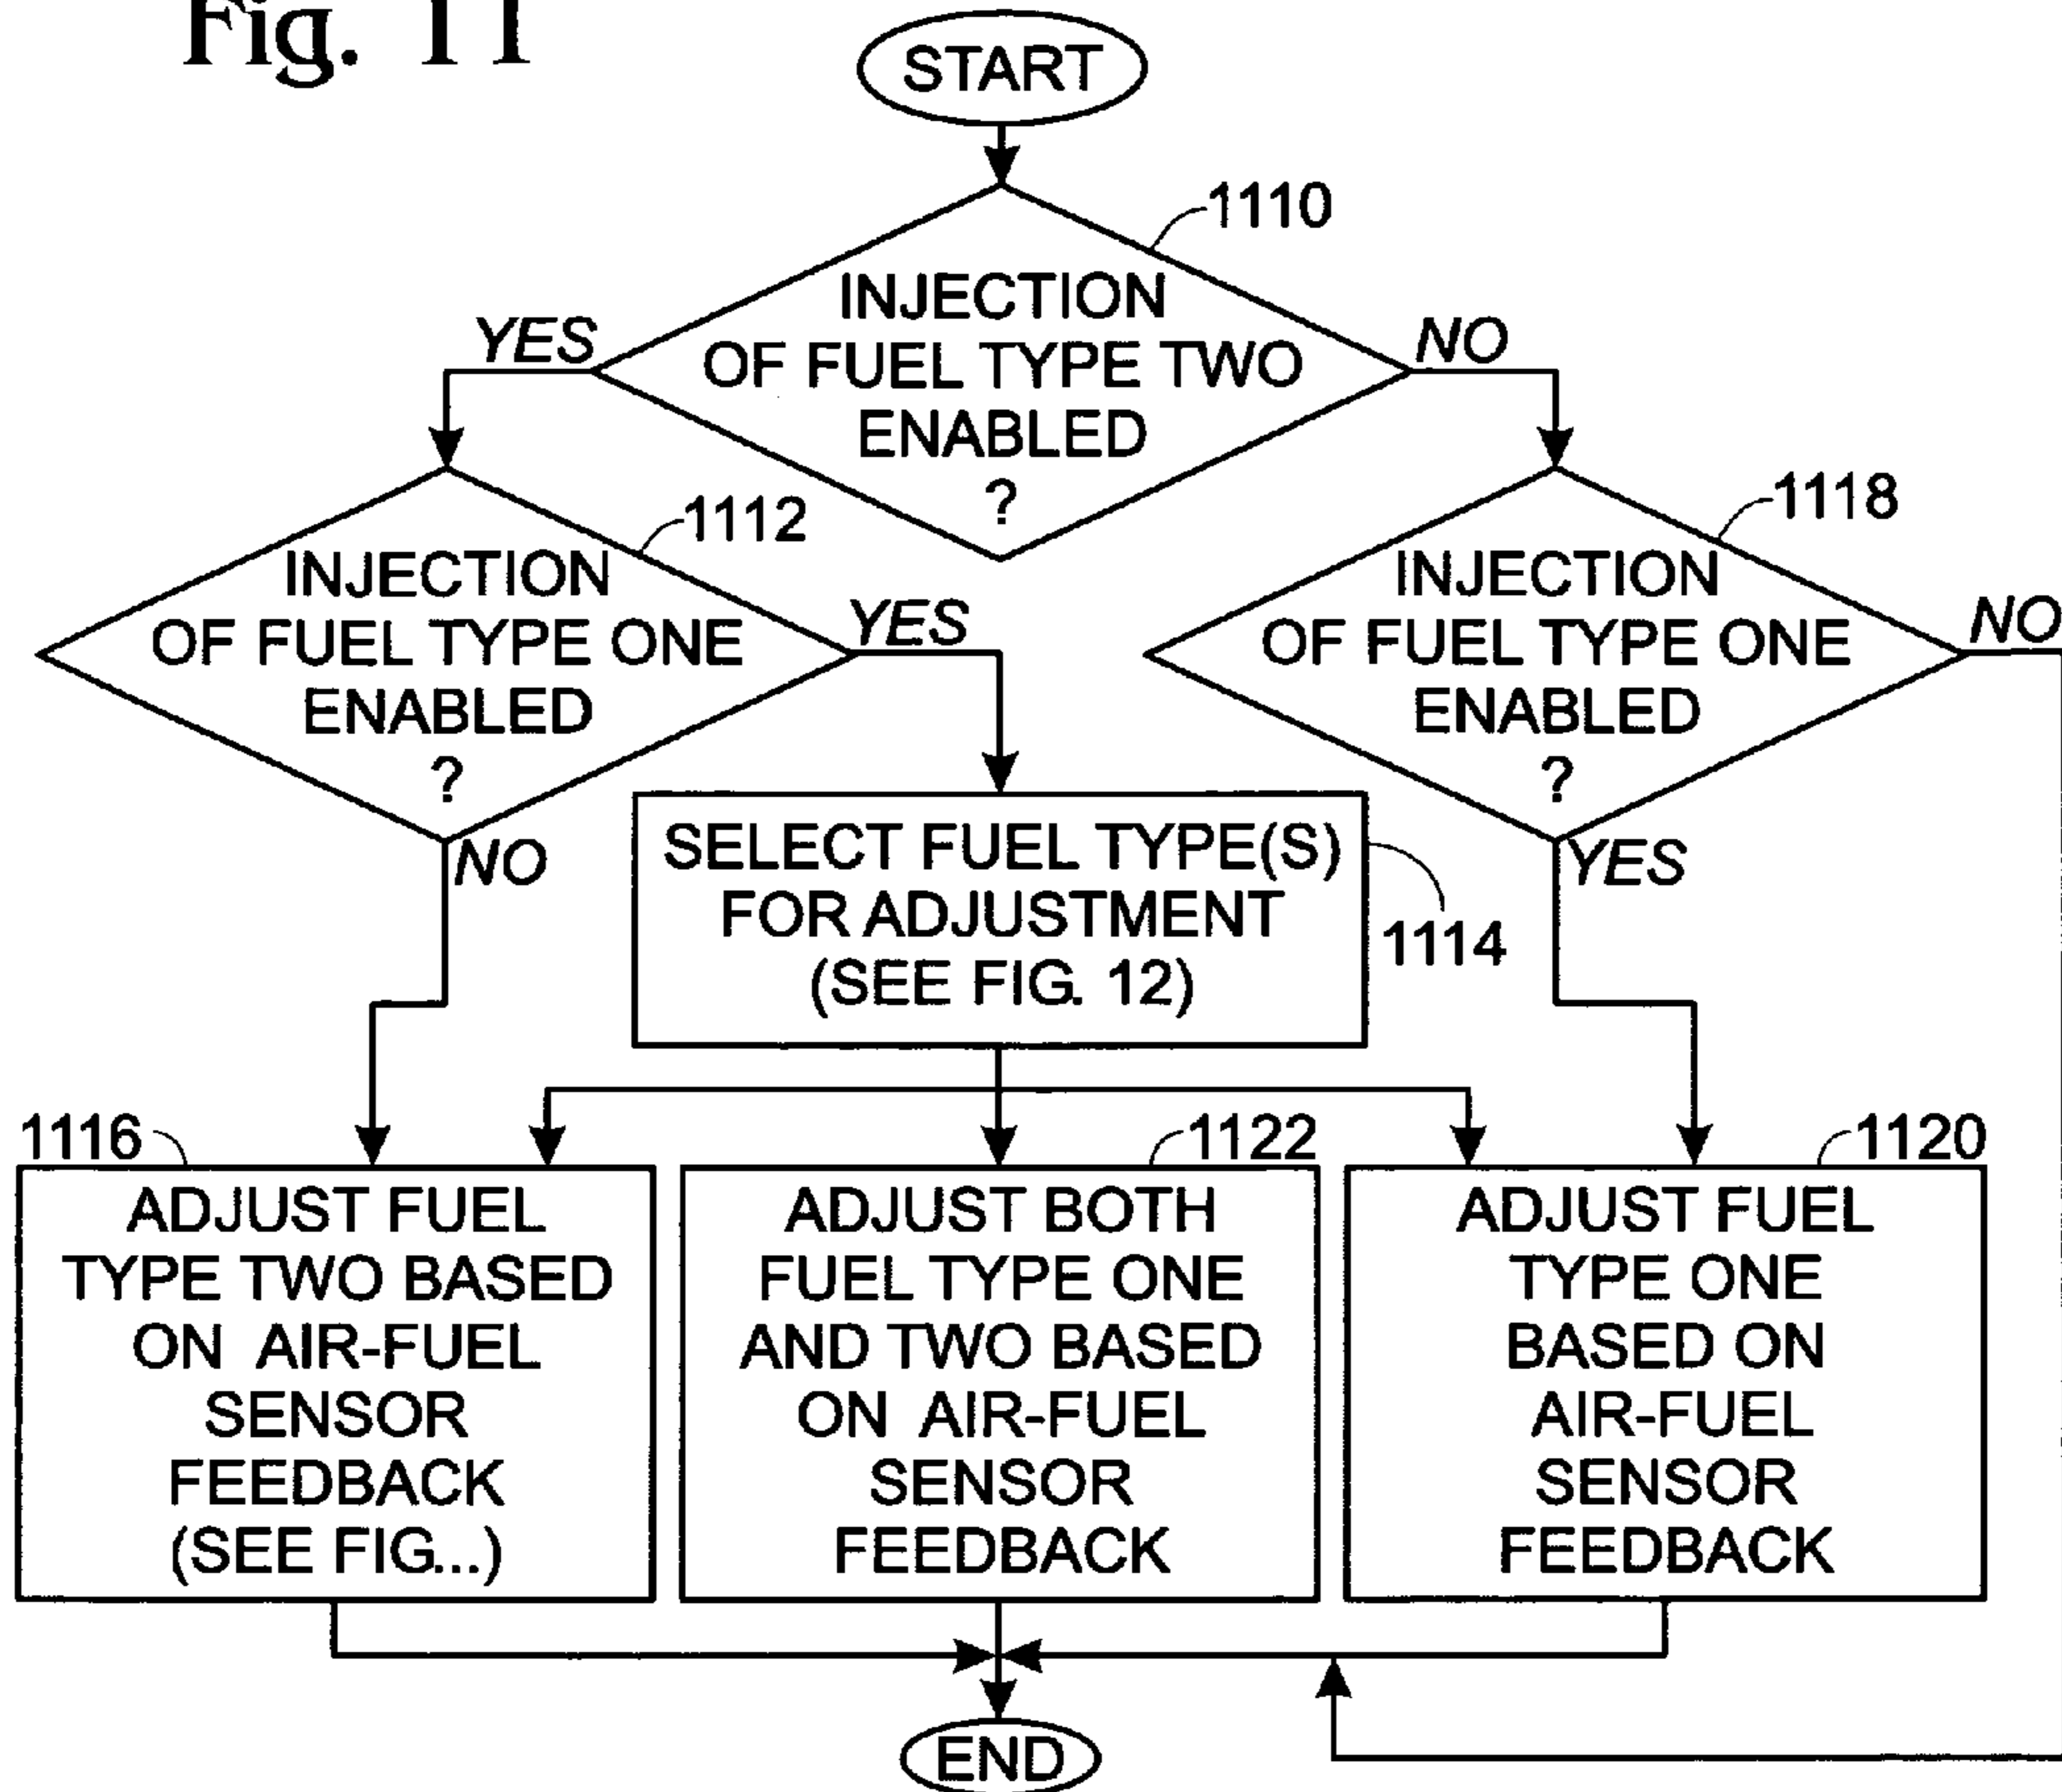 Fig. 11
START
1110
INJECTION
OF FUEL TYPE TWO
ENABLED
?
YES
NO
1112
INJECTION
OF FUEL TYPE ONE
ENABLED
?
YES
NO
1118
INJECTION
OF FUEL TYPE ONE
ENABLED
?
NO
YES
SELECT FUEL TYPE(S)
FOR ADJUSTMENT
(SEE FIG. 12)
1114
1116
ADJUST FUEL
TYPE TWO BASED
ON AIR-FUEL
SENSOR
FEEDBACK
(SEE FIG...)
1122
ADJUST BOTH
FUEL TYPE ONE
AND TWO BASED
ON AIR-FUEL
SENSOR
FEEDBACK
1120
ADJUST FUEL
TYPE ONE
BASED ON
AIR-FUEL
SENSOR
FEEDBACK
END